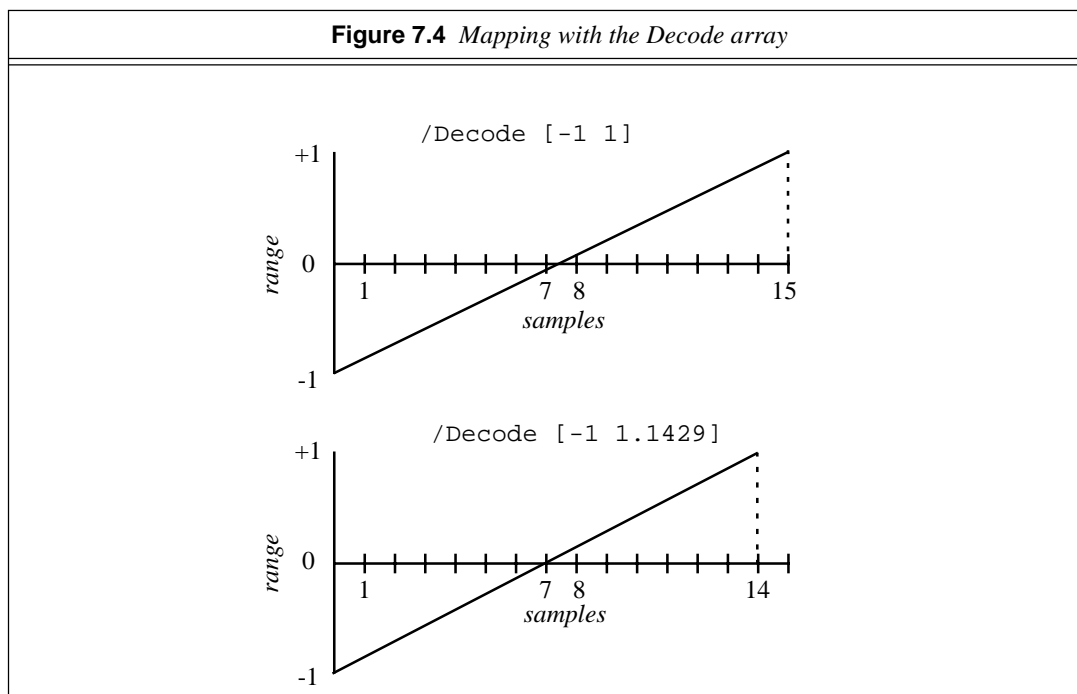 Figure 7.4 Mapping with the Decode array
/Decode [-1 1]
+1
range
0
1
7
8
15
samples
-1
/Decode [-1 1.1429]
+1
range
0
1
7
8
14
samples
-1